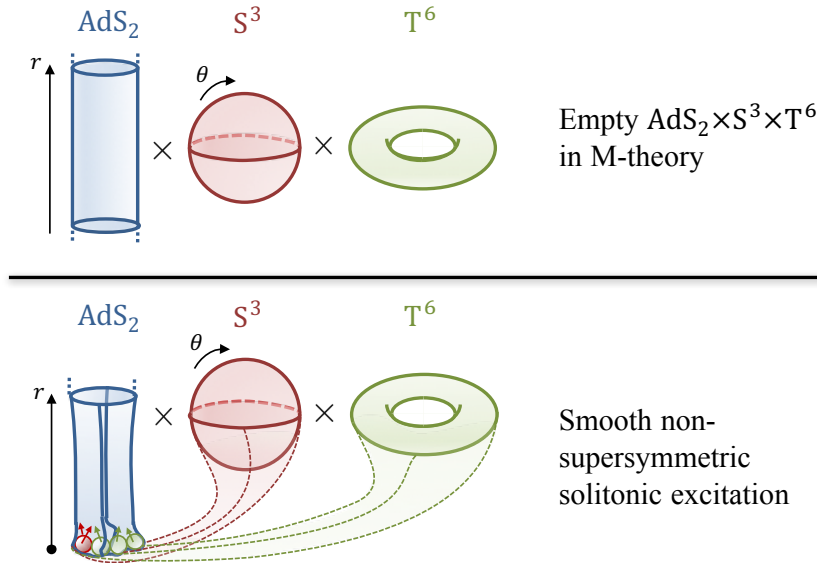 AdS₂ S³ T⁶
θ
r
× ×
Empty AdS₂×S³×T⁶
in M-theory
AdS₂ S³ T⁶
θ
r
× ×
Smooth non-
supersymmetric
solitonic excitation